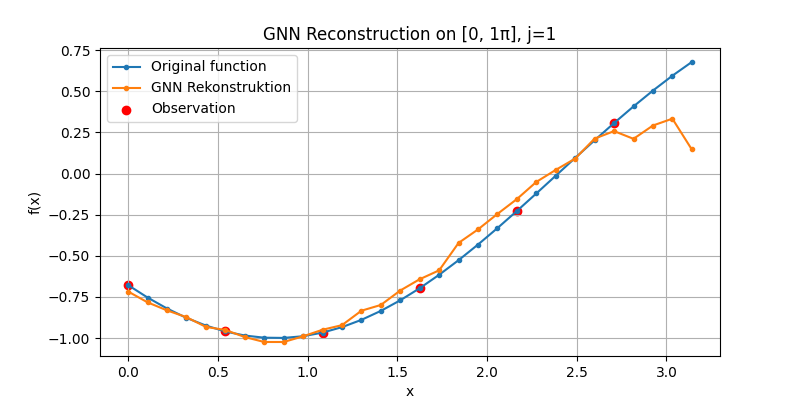 GNN Reconstruction on [0, 1π], j=1
Original function
GNN Rekonstruktion
Observation
f(x)
0.75
0.50
0.25
0.00
−0.25
−0.50
−0.75
−1.00
0.0 0.5 1.0 1.5 2.0 2.5 3.0
x